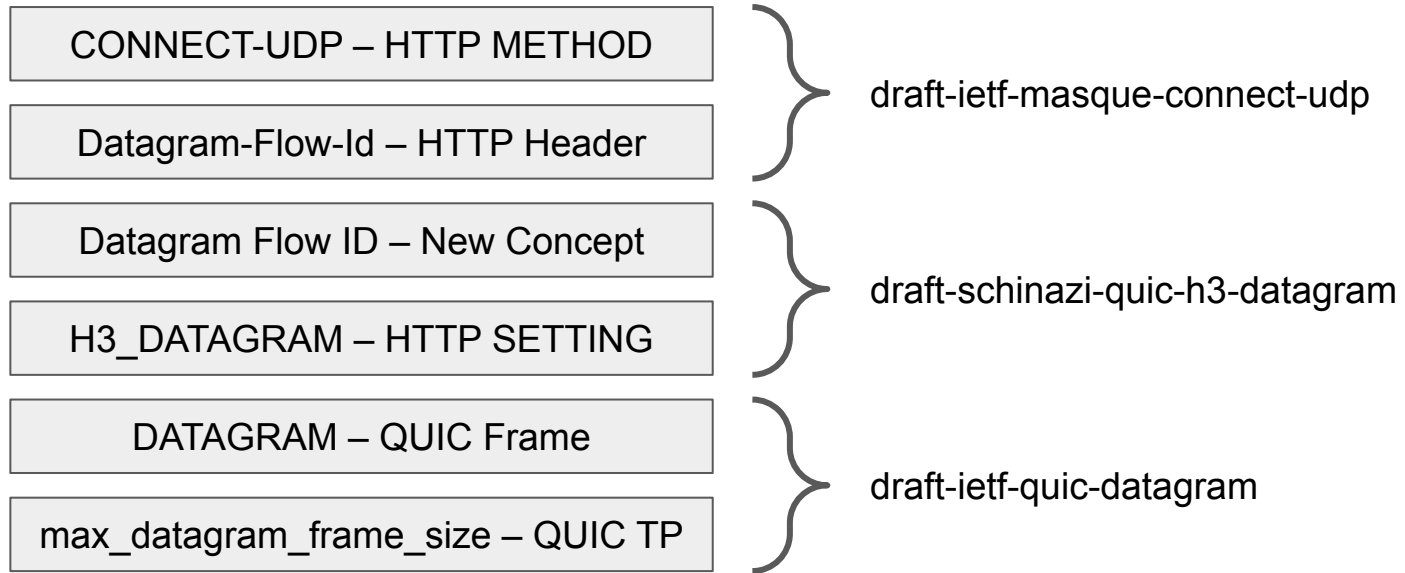 CONNECT-UDP – HTTP METHOD
Datagram-Flow-Id – HTTP Header
draft-ietf-masque-connect-udp
Datagram Flow ID – New Concept
H3_DATAGRAM – HTTP SETTING
draft-schinazi-quic-h3-datagram
DATAGRAM – QUIC Frame
max_datagram_frame_size – QUIC TP
draft-ietf-quic-datagram